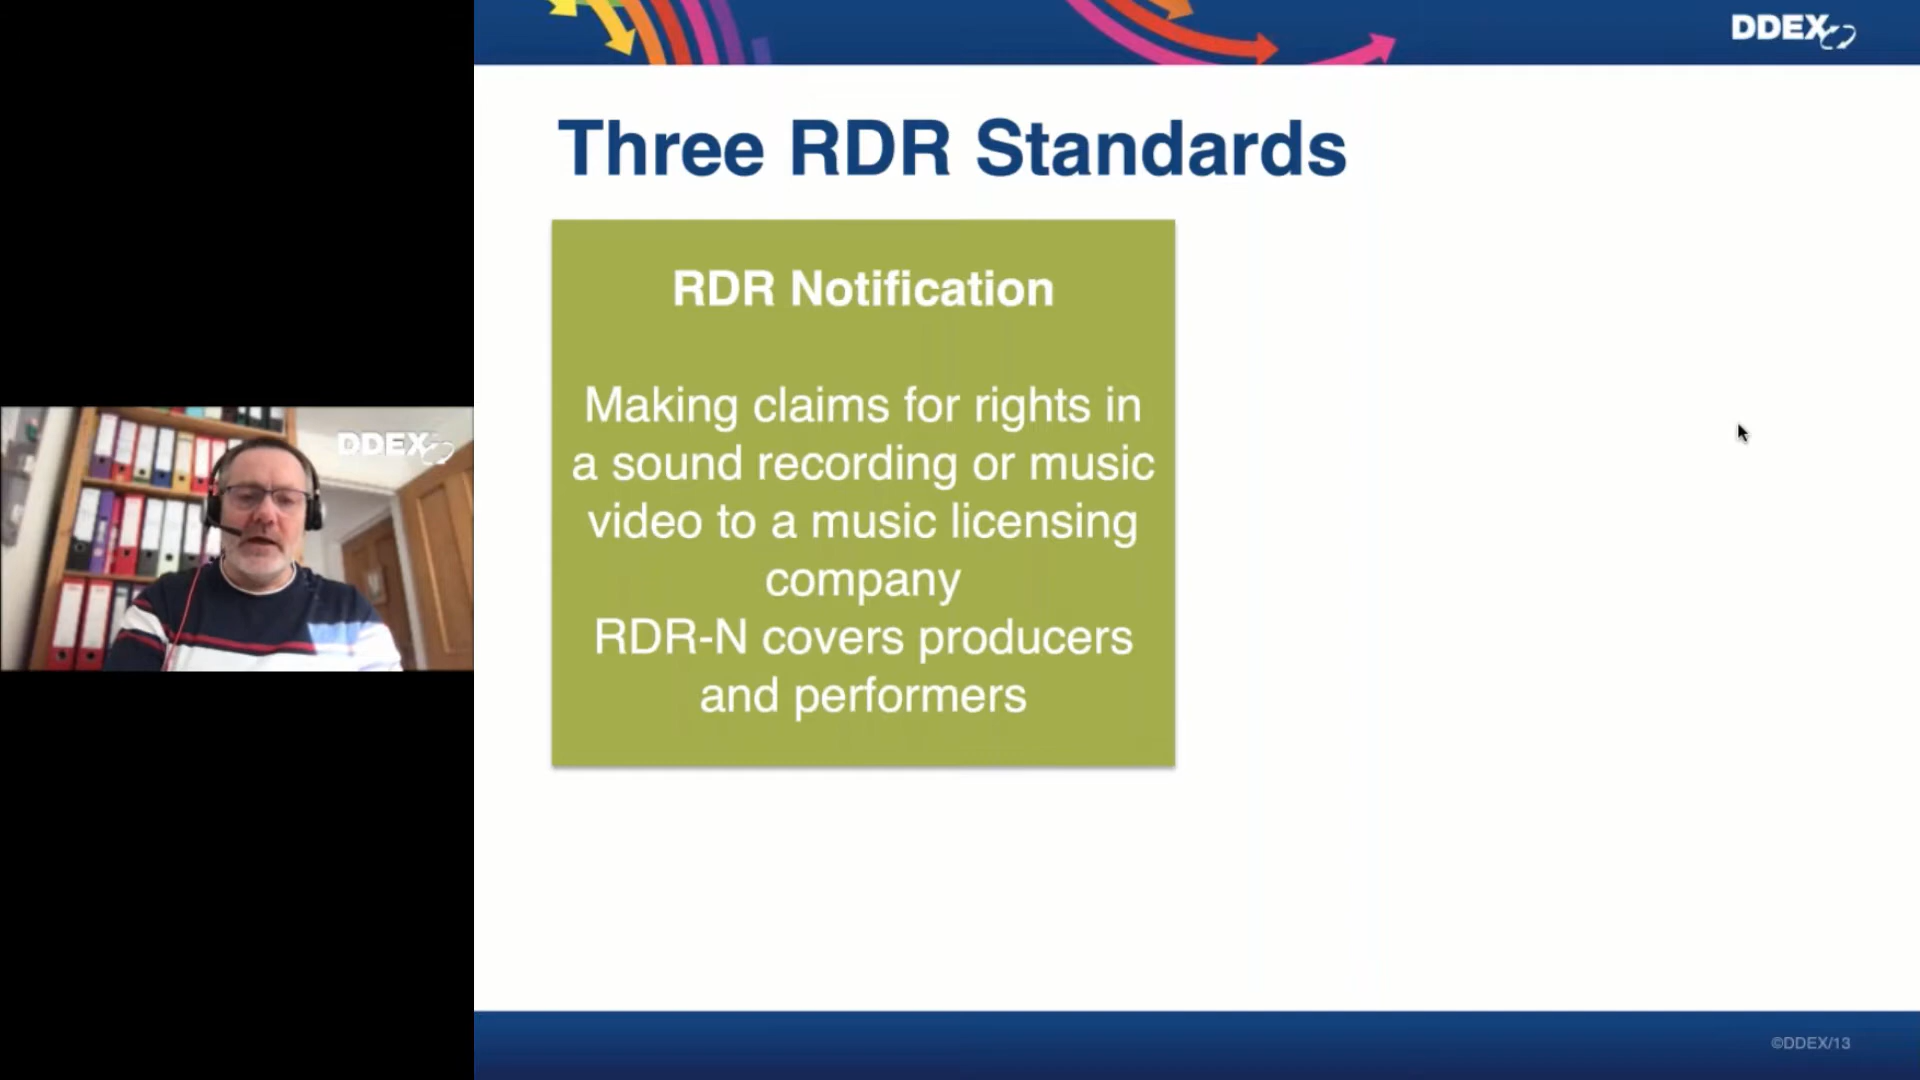 DDEX
Three RDR Standards
RDR Notification
Making claims for rights in
a sound recording or music
video to a music licensing
company
RDR-N covers producers
and performers
DDEX
©DDEX/13